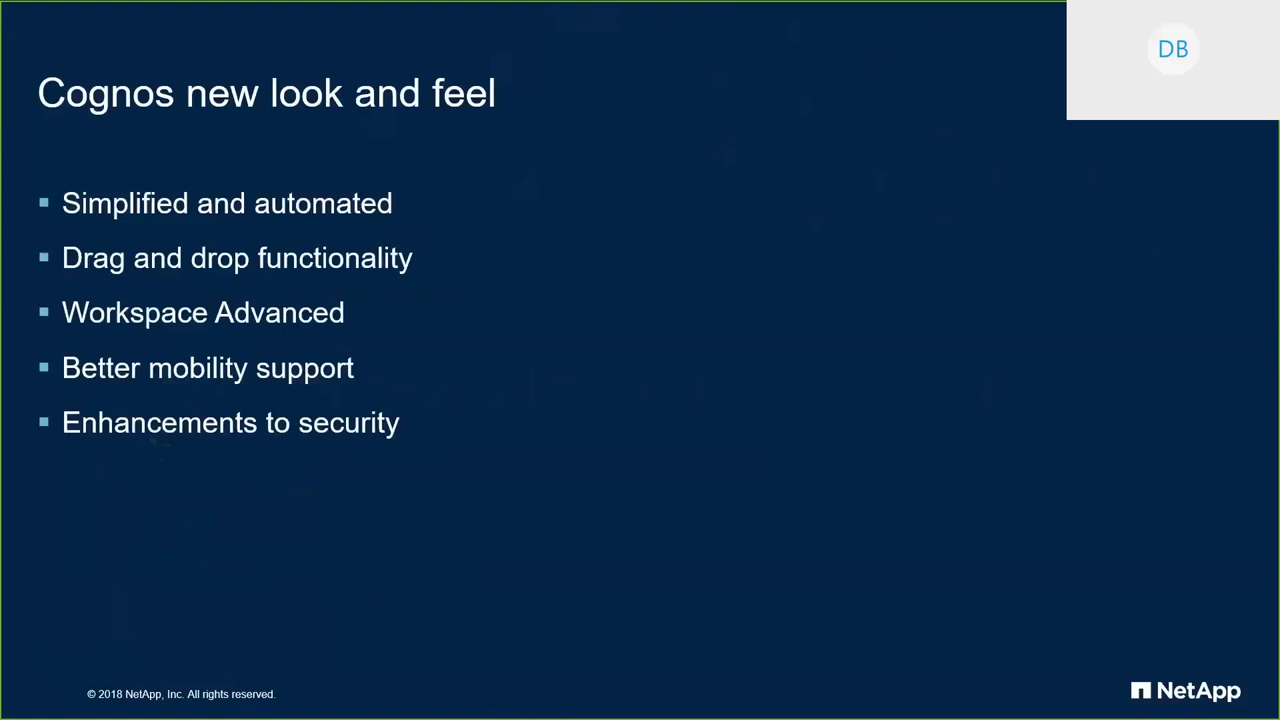 DB
Cognos new look and feel
Simplified and automated
Drag and drop functionality
Workspace Advanced
Better mobility support
Enhancements to security
© 2018 NetApp, Inc. All rights reserved.
NetApp